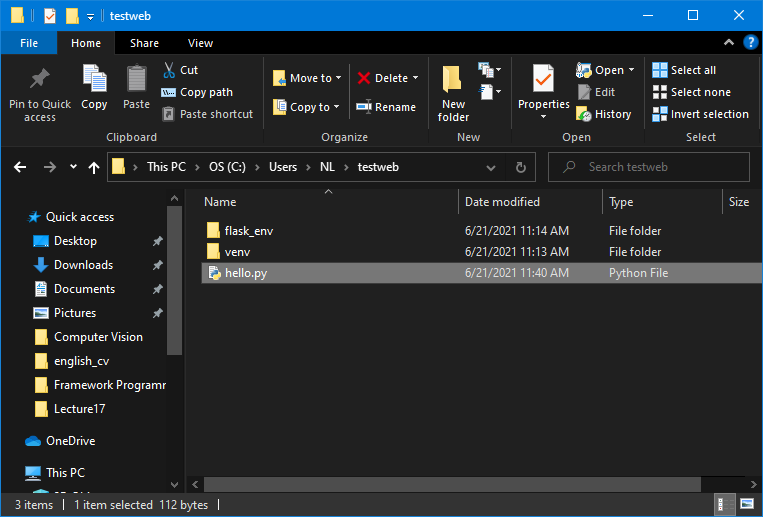 testweb
File Home Share View
Pin to Quick access
Copy
Paste
Cut
Copy path
Paste shortcut
Clipboard
Move to
Copy to
Delete
Rename
Organize
New folder
New
Properties
Open
Edit
History
Open
Select all
Select none
Invert selection
Select
This PC > OS (C:) > Users > NL > testweb
Search testweb
Quick access
Desktop
Downloads
Documents
Pictures
Computer Vision
english_cv
Framework Programm
Lecture17
OneDrive
This PC
Name Date modified Type Size
flask_env 6/21/2021 11:14 AM File folder
venv 6/21/2021 11:13 AM File folder
hello.py 6/21/2021 11:40 AM Python File
3 items 1 item selected 112 bytes